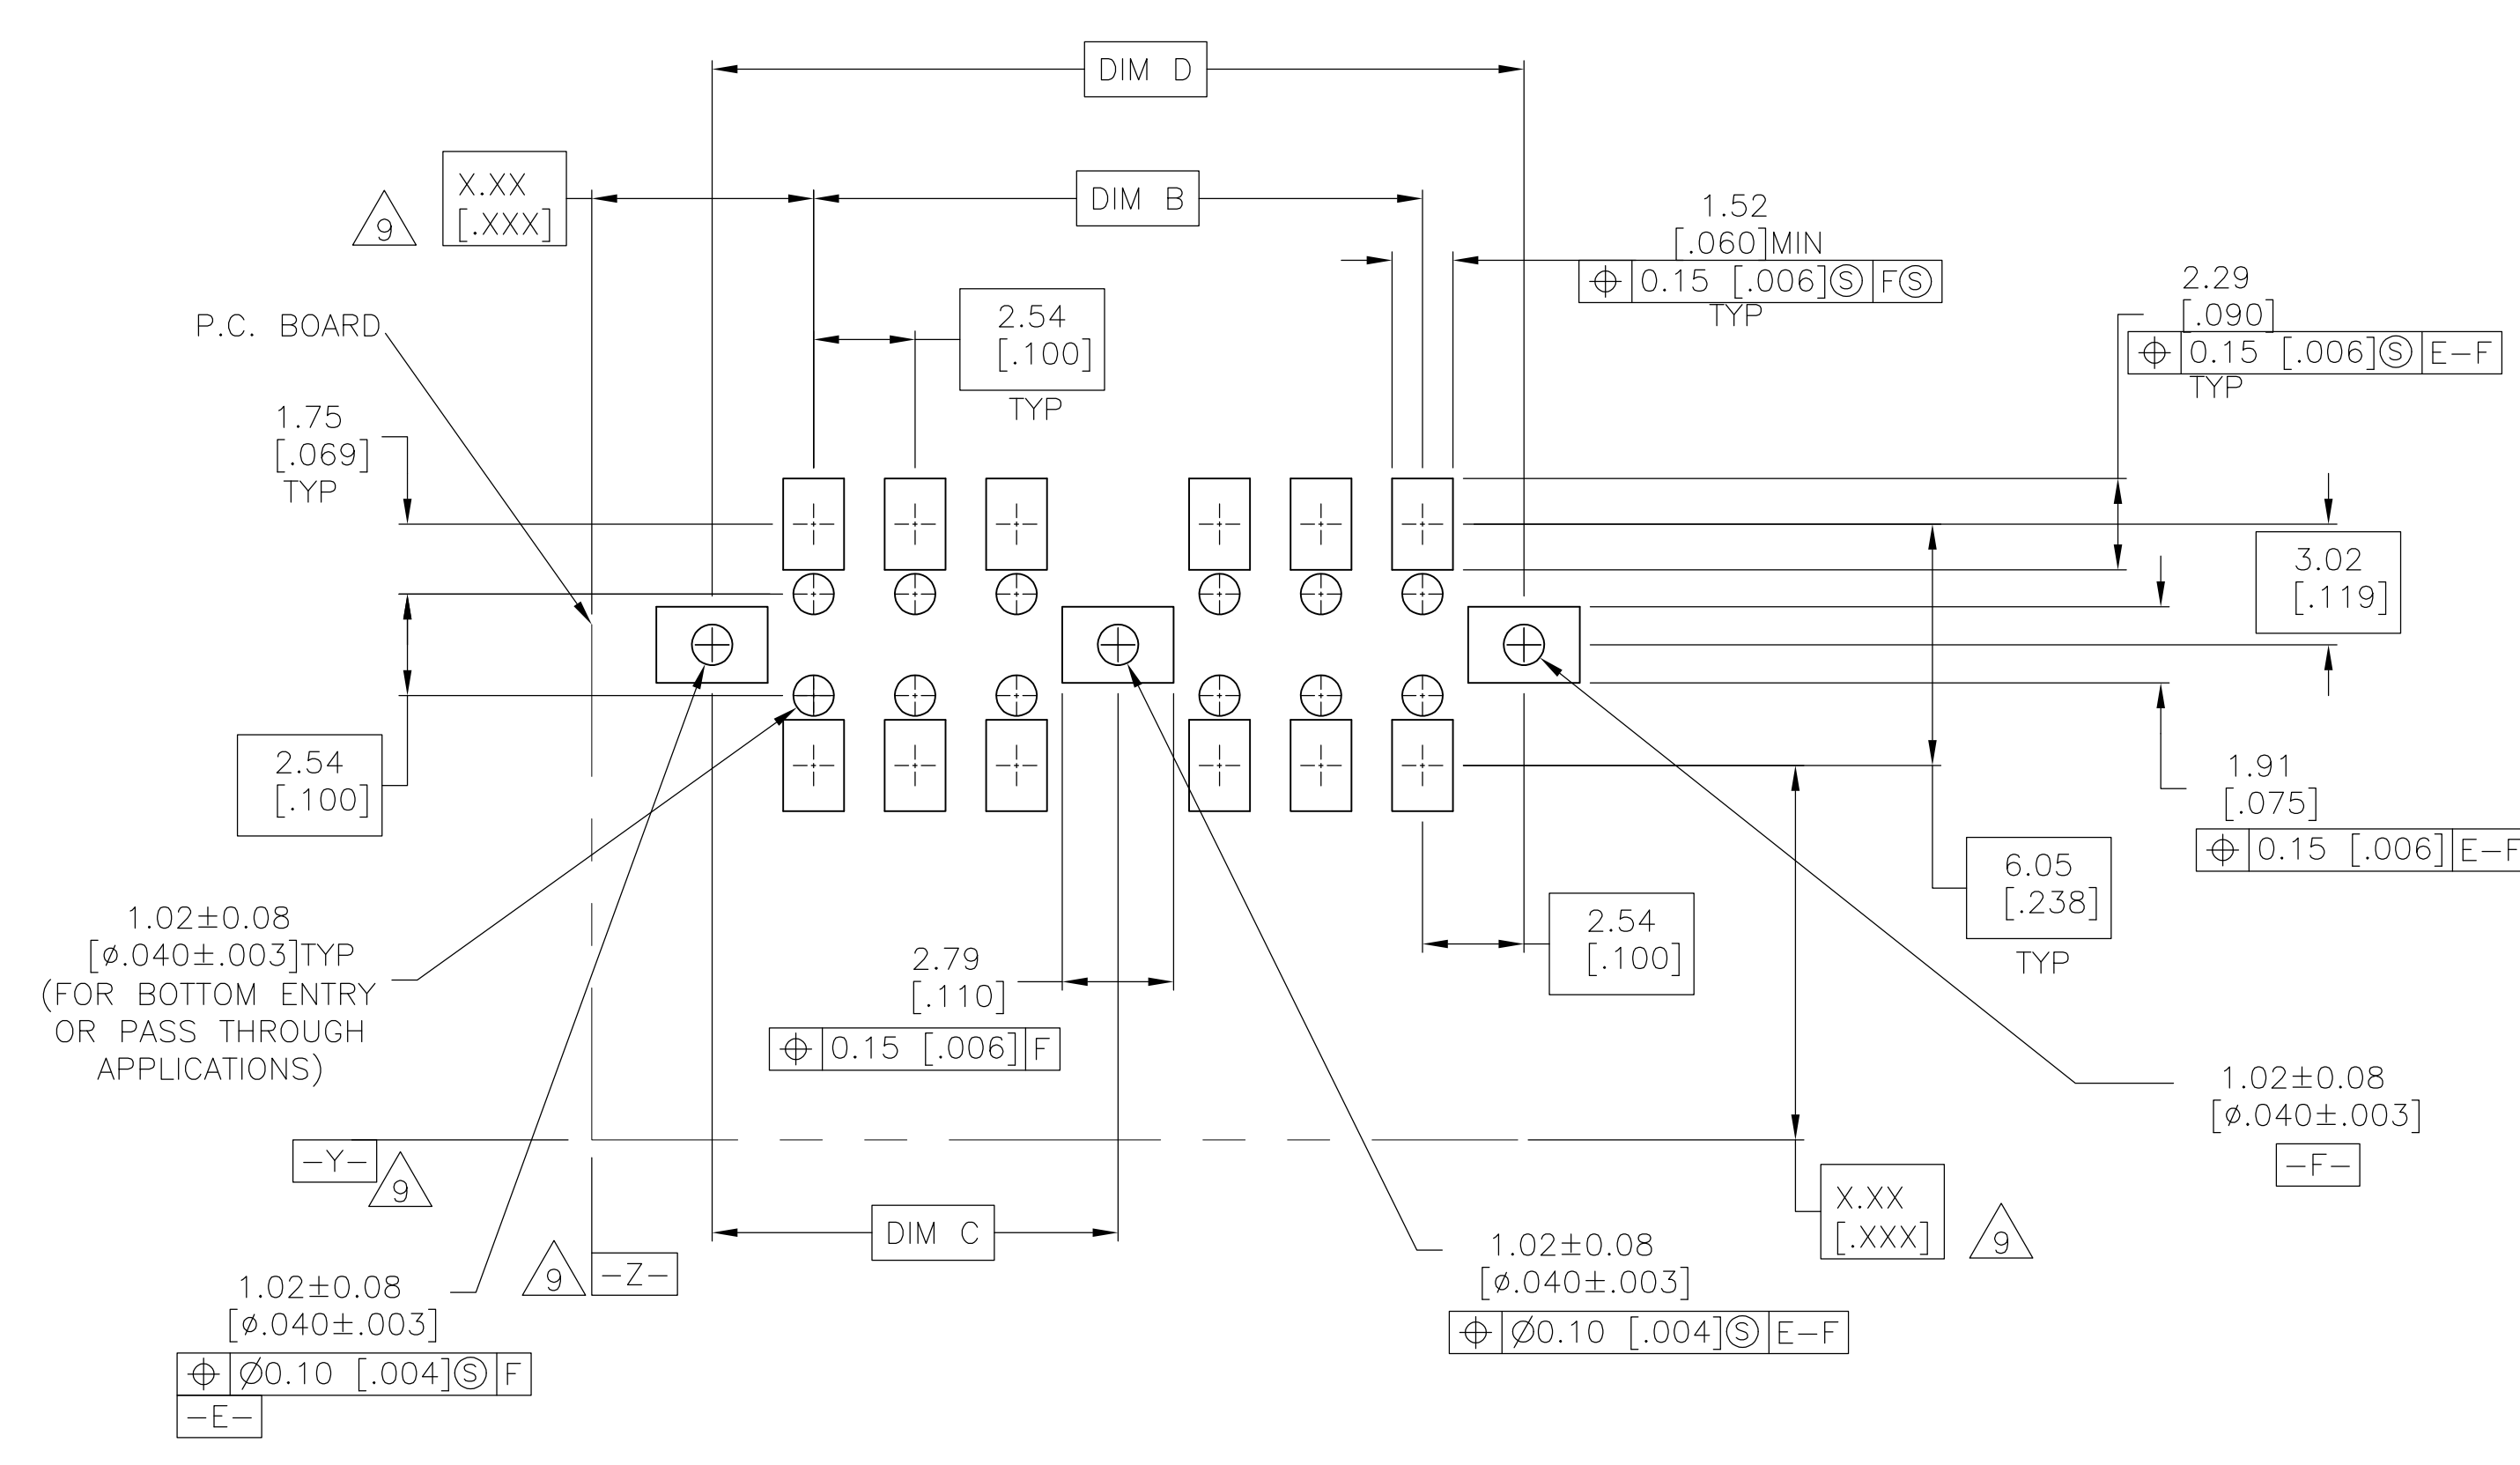 DIM D
X.XX
[.XXX]
9
DIM B
1.52
[.060]MIN
⌖ 0.15 [.006]Ⓢ FⓈ
TYP
2.29
[.090]
⌖ 0.15 [.006]Ⓢ E-F
TYP
2.54
[.100]
TYP
P.C. BOARD
1.75
[.069]
TYP
3.02
[.119]
2.54
[.100]
1.91
[.075]
⌖ 0.15 [.006] E-F
6.05
[.238]
TYP
2.54
[.100]
1.02±0.08
[ø.040±.003]TYP
(FOR BOTTOM ENTRY
OR PASS THROUGH
APPLICATIONS)
2.79
[.110]
⌖ 0.15 [.006] F
1.02±0.08
[ø.040±.003]
-F-
-Y-
9
X.XX
[.XXX]
9
DIM C
9
-Z-
1.02±0.08
[ø.040±.003]
⌖ Ø0.10 [.004]Ⓢ E-F
1.02±0.08
[ø.040±.003]
⌖ Ø0.10 [.004]Ⓢ F
-E-